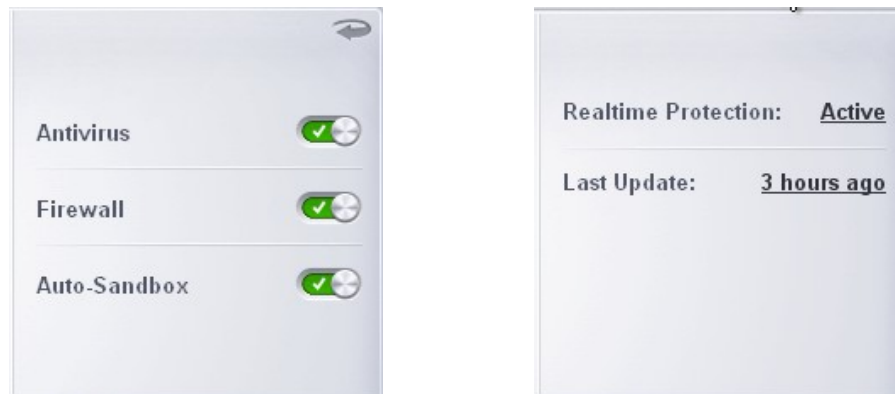 Antivirus
Firewall
Auto-Sandbox
Realtime Protection: Active
Last Update: 3 hours ago